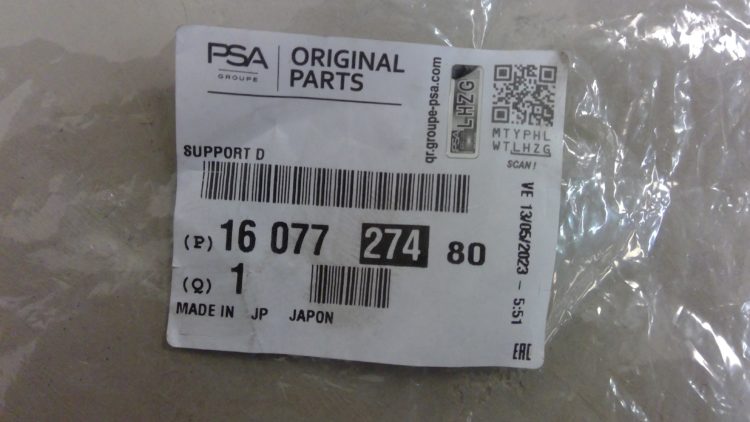 PSA
GROUPE
ORIGINAL
PARTS
qr.groupe-psa.com
PSA
LHZG
MTYPHL
WTLHZG
SCAN!
SUPPORT D
(P) 16 077 274 80
(Q) 1
MADE IN JP JAPON
VE 13/05/2023 - 5:51
EAC